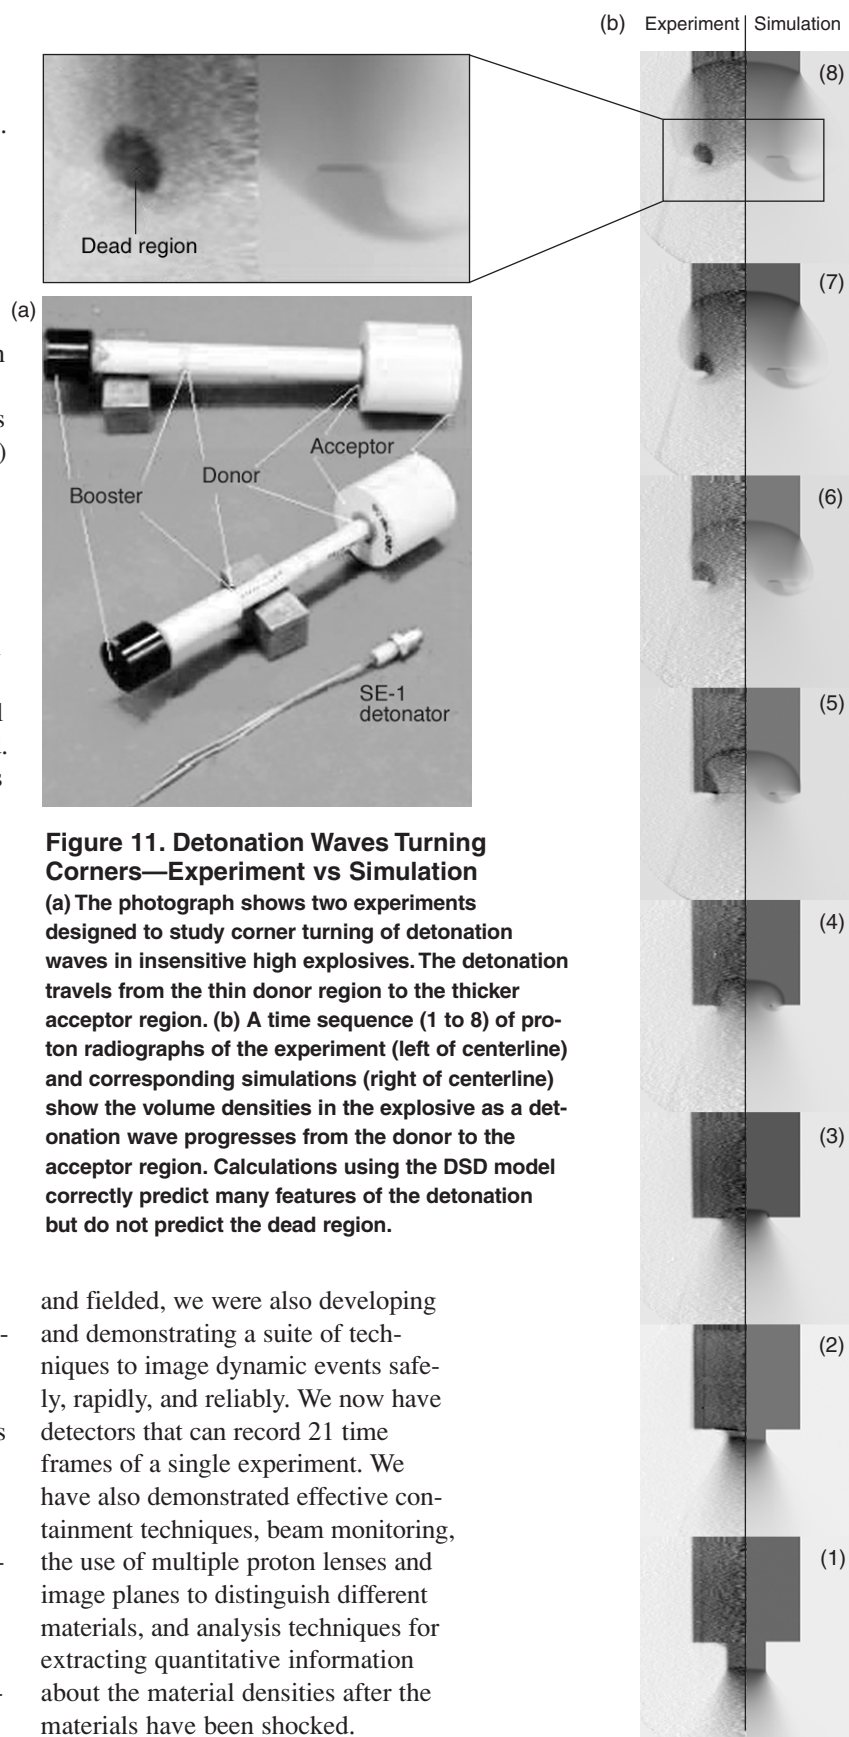 (b) Experiment Simulation
(8)
Dead region
(7)
(a)
Acceptor
Donor
Booster
(6)
SE-1
detonator
(5)
Figure 11. Detonation Waves Turning
Corners—Experiment vs Simulation
(a) The photograph shows two experiments
designed to study corner turning of detonation
waves in insensitive high explosives. The detonation
travels from the thin donor region to the thicker
acceptor region. (b) A time sequence (1 to 8) of pro-
ton radiographs of the experiment (left of centerline)
and corresponding simulations (right of centerline)
show the volume densities in the explosive as a det-
onation wave progresses from the donor to the
acceptor region. Calculations using the DSD model
correctly predict many features of the detonation
but do not predict the dead region.
(4)
(3)
(2)
(1)
and fielded, we were also developing
and demonstrating a suite of tech-
niques to image dynamic events safe-
ly, rapidly, and reliably. We now have
detectors that can record 21 time
frames of a single experiment. We
have also demonstrated effective con-
tainment techniques, beam monitoring,
the use of multiple proton lenses and
image planes to distinguish different
materials, and analysis techniques for
extracting quantitative information
about the material densities after the
materials have been shocked.